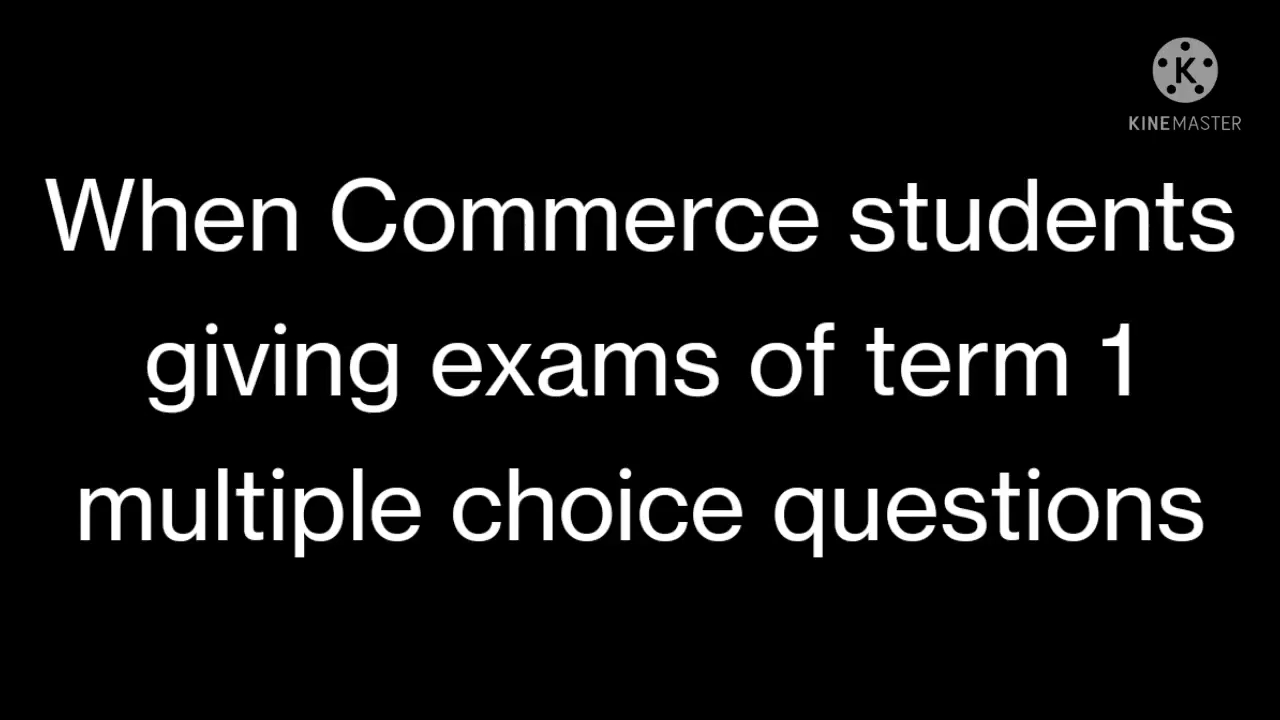 K
KINEMASTER
When Commerce students
giving exams of term 1
multiple choice questions